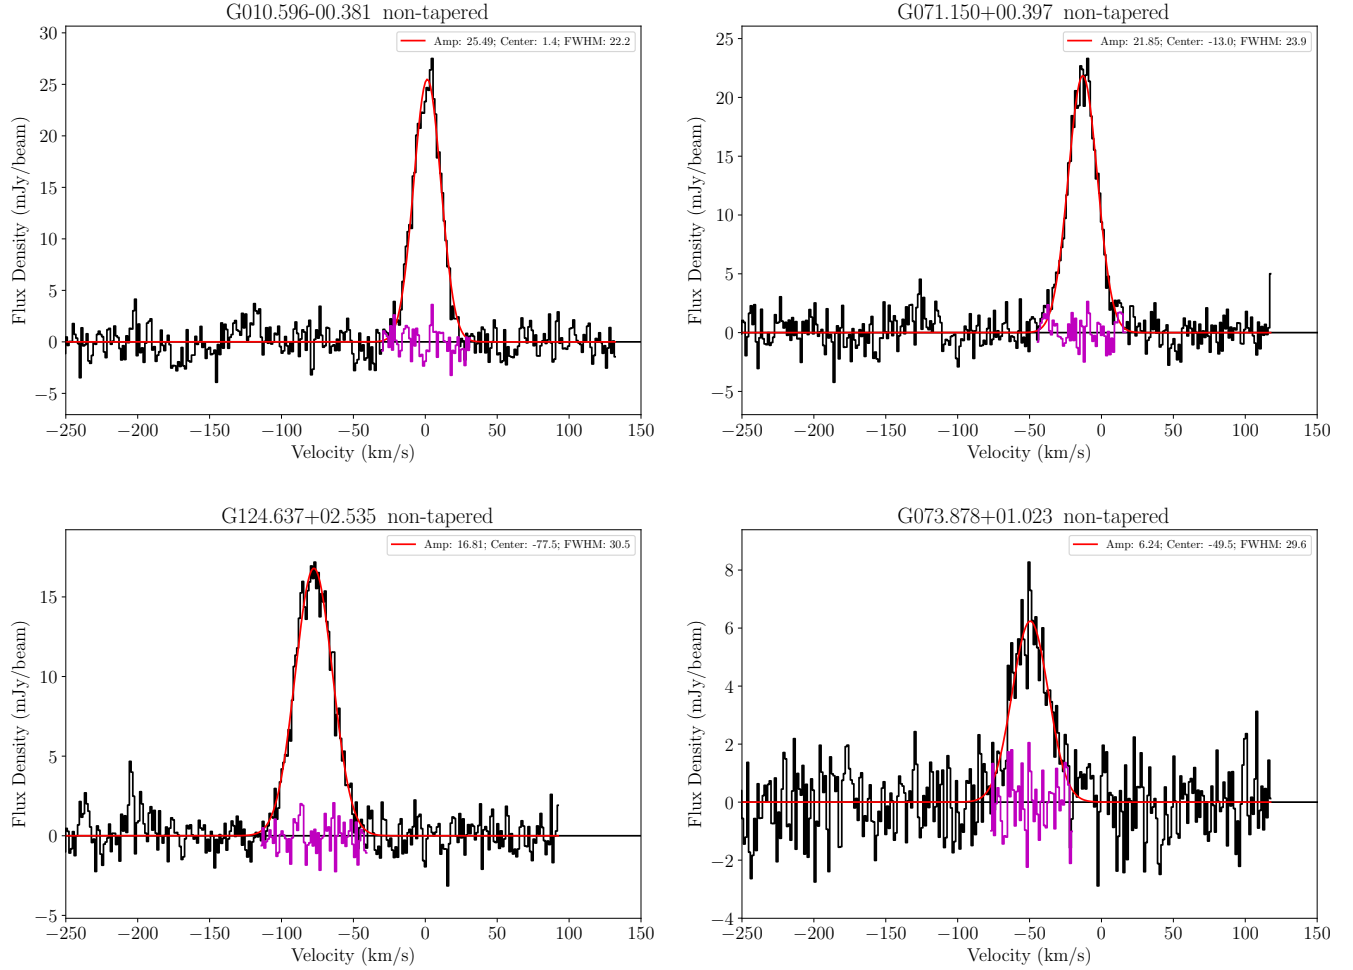 G010.596-00.381 non-tapered
Amp: 25.49; Center: 1.4; FWHM: 22.2
Flux Density (mJy/beam)
30
25
20
15
10
5
0
−5
−250 −200 −150 −100 −50 0 50 100 150
Velocity (km/s)
G071.150+00.397 non-tapered
Amp: 21.85; Center: -13.0; FWHM: 23.9
Flux Density (mJy/beam)
25
20
15
10
5
0
−5
−250 −200 −150 −100 −50 0 50 100 150
Velocity (km/s)
G124.637+02.535 non-tapered
Amp: 16.81; Center: -77.5; FWHM: 30.5
Flux Density (mJy/beam)
15
10
5
0
−5
−250 −200 −150 −100 −50 0 50 100 150
Velocity (km/s)
G073.878+01.023 non-tapered
Amp: 6.24; Center: -49.5; FWHM: 29.6
Flux Density (mJy/beam)
8
6
4
2
0
−2
−4
−250 −200 −150 −100 −50 0 50 100 150
Velocity (km/s)